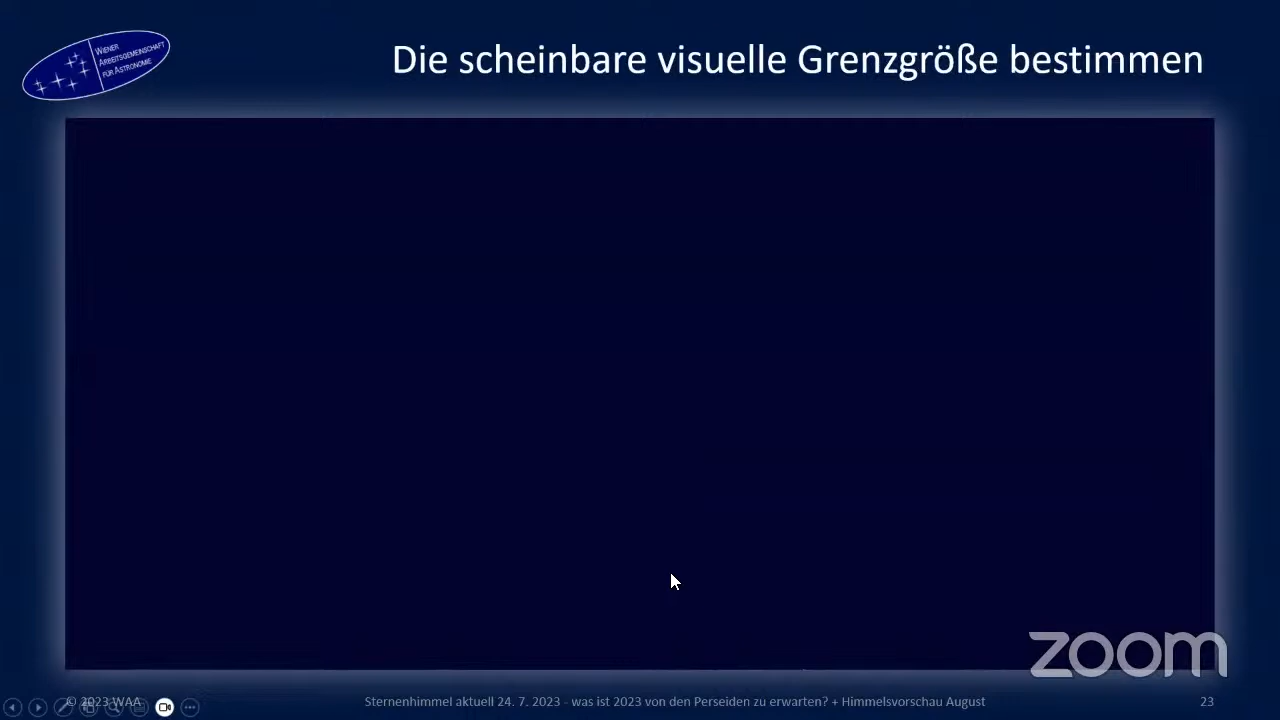 WIENER
ARBEITSGEMEINSCHAFT
FÜR ASTRONOMIE
Die scheinbare visuelle Grenzgröße bestimmen
zoom
© 2023 WAA
Sternenhimmel aktuell 24. 7. 2023 - was ist 2023 von den Perseiden zu erwarten? + Himmelsvorschau August
23